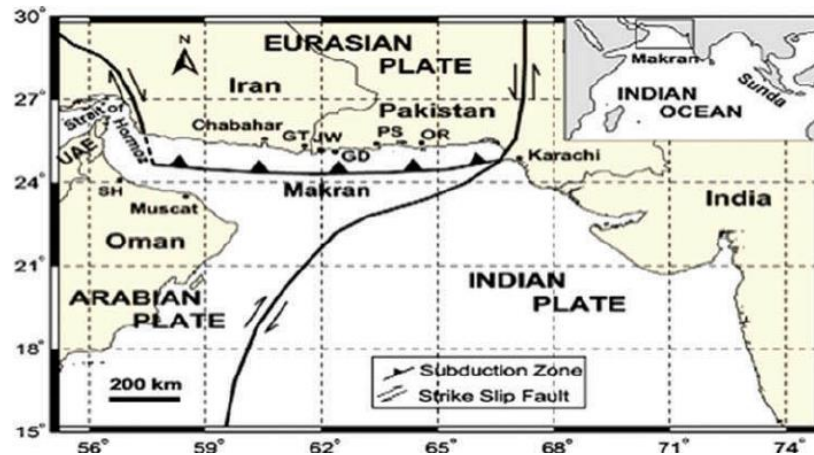 30°
27°
24°
21°
18°
15°
56°
59°
62°
65°
68°
71°
74°
N
EURASIAN
PLATE
Iran
Pakistan
Strait of Hormoz
UAE
Chabahar
GT
JW
GD
PS
OR
Karachi
Makran
SH
Muscat
Oman
India
ARABIAN
PLATE
INDIAN
PLATE
200 km
Subduction Zone
Strike Slip Fault
Makran
Sunda
INDIAN
OCEAN